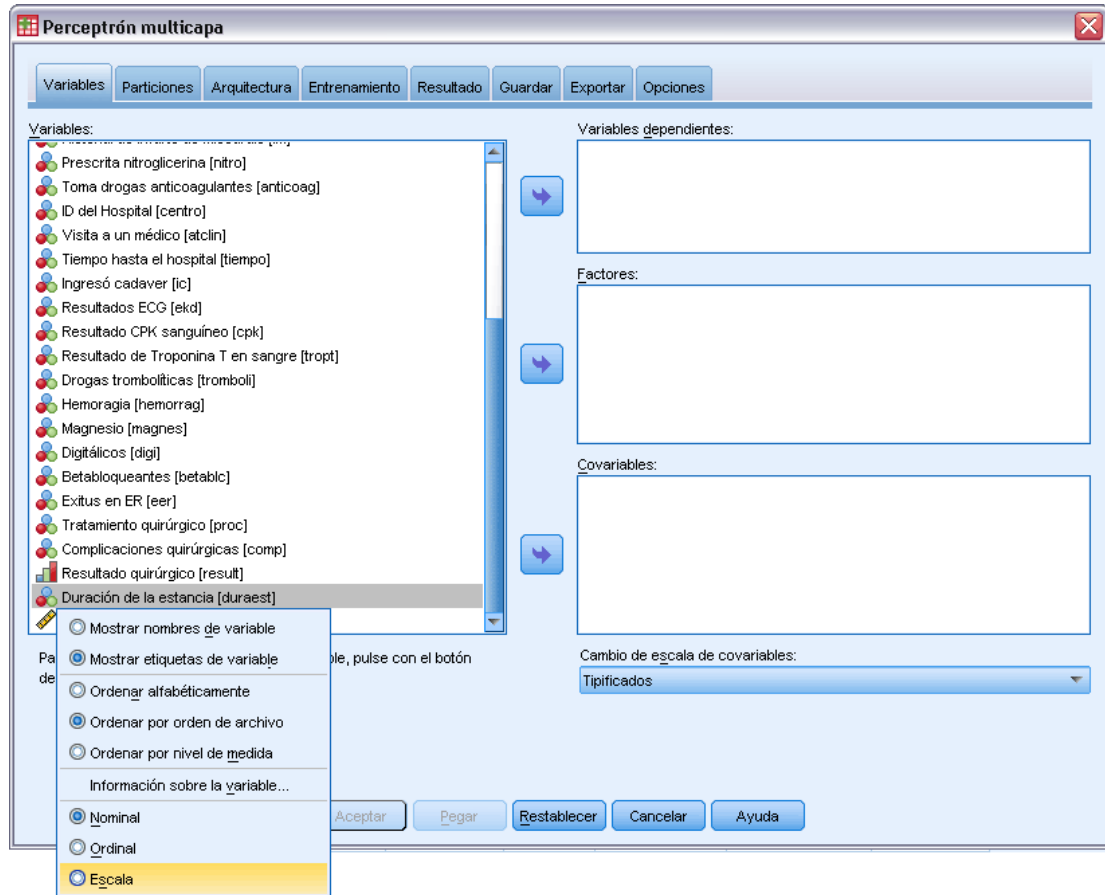 Perceptrón multicapa
Variables Particiones Arquitectura Entrenamiento Resultado Guardar Exportar Opciones
Variables:
Prescrita nitroglicerina [nitro]
Toma drogas anticoagulantes [anticoag]
ID del Hospital [centro]
Visita a un médico [atclin]
Tiempo hasta el hospital [tiempo]
Ingresó cadaver [ic]
Resultados ECG [ekd]
Resultado CPK sanguíneo [cpk]
Resultado de Troponina T en sangre [tropt]
Drogas trombolíticas [tromboli]
Hemoragia [hemorrag]
Magnesio [magnes]
Digitálicos [digi]
Betabloqueantes [betablc]
Exitus en ER [eer]
Tratamiento quirúrgico [proc]
Complicaciones quirúrgicas [comp]
Resultado quirúrgico [result]
Duración de la estancia [duraest]
Mostrar nombres de variable
Mostrar etiquetas de variable
Ordenar alfabéticamente
Ordenar por orden de archivo
Ordenar por nivel de medida
Información sobre la variable...
Nominal
Ordinal
Escala
Pa
de
ble, pulse con el botón
Variables dependientes:
Factores:
Covariables:
Cambio de escala de covariables:
Tipificados
Aceptar Pegar Restablecer Cancelar Ayuda